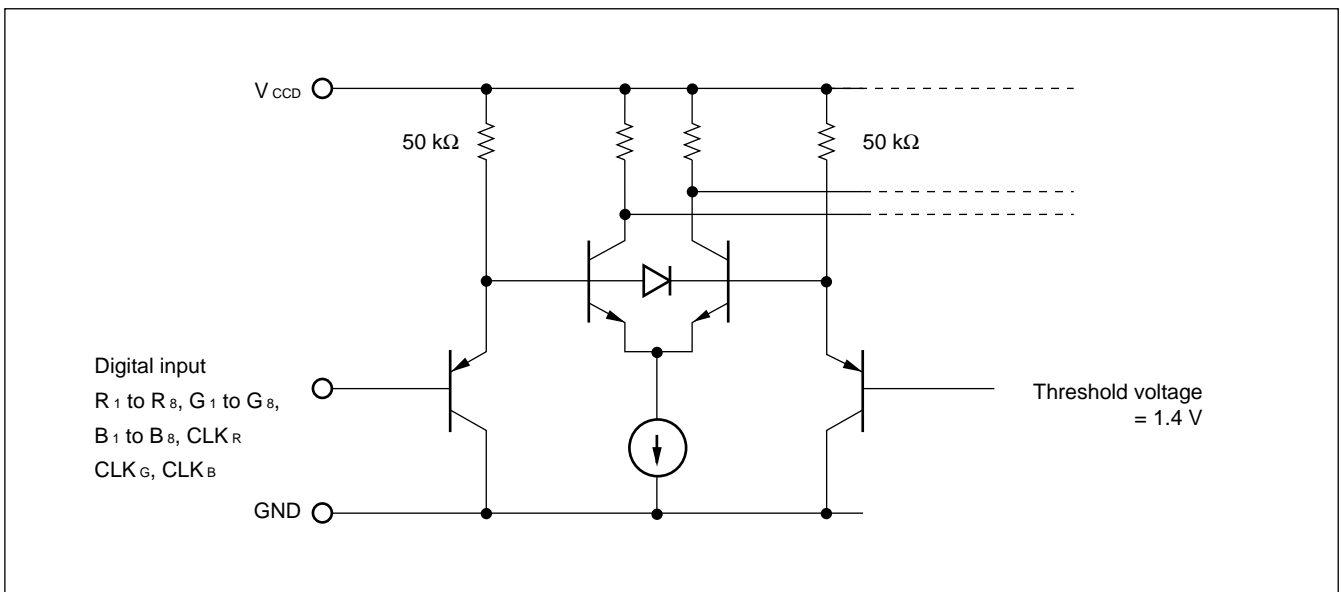 V CCD
50 kΩ
50 kΩ
Digital input
R 1 to R 8, G 1 to G 8,
B 1 to B 8, CLK R
CLK G, CLK B
Threshold voltage
= 1.4 V
GND